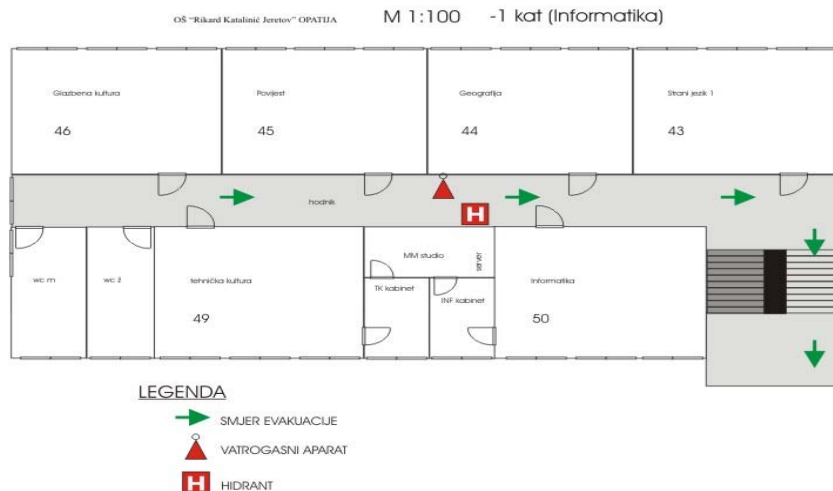 OŠ "Rikard Katalinić Jeretov" OPATIJA
M 1:100 -1 kat (Informatika)
Glazbena kultura
Povijest
Geografija
Strani jezik 1
46
45
44
43
hodnik
H
MM studio
server
wc m
wc ž
tehnička kultura
TK kabinet
INF kabinet
Informatika
49
50
LEGENDA
SMJER EVAKUACIJE
VATROGASNI APARAT
H HIDRANT